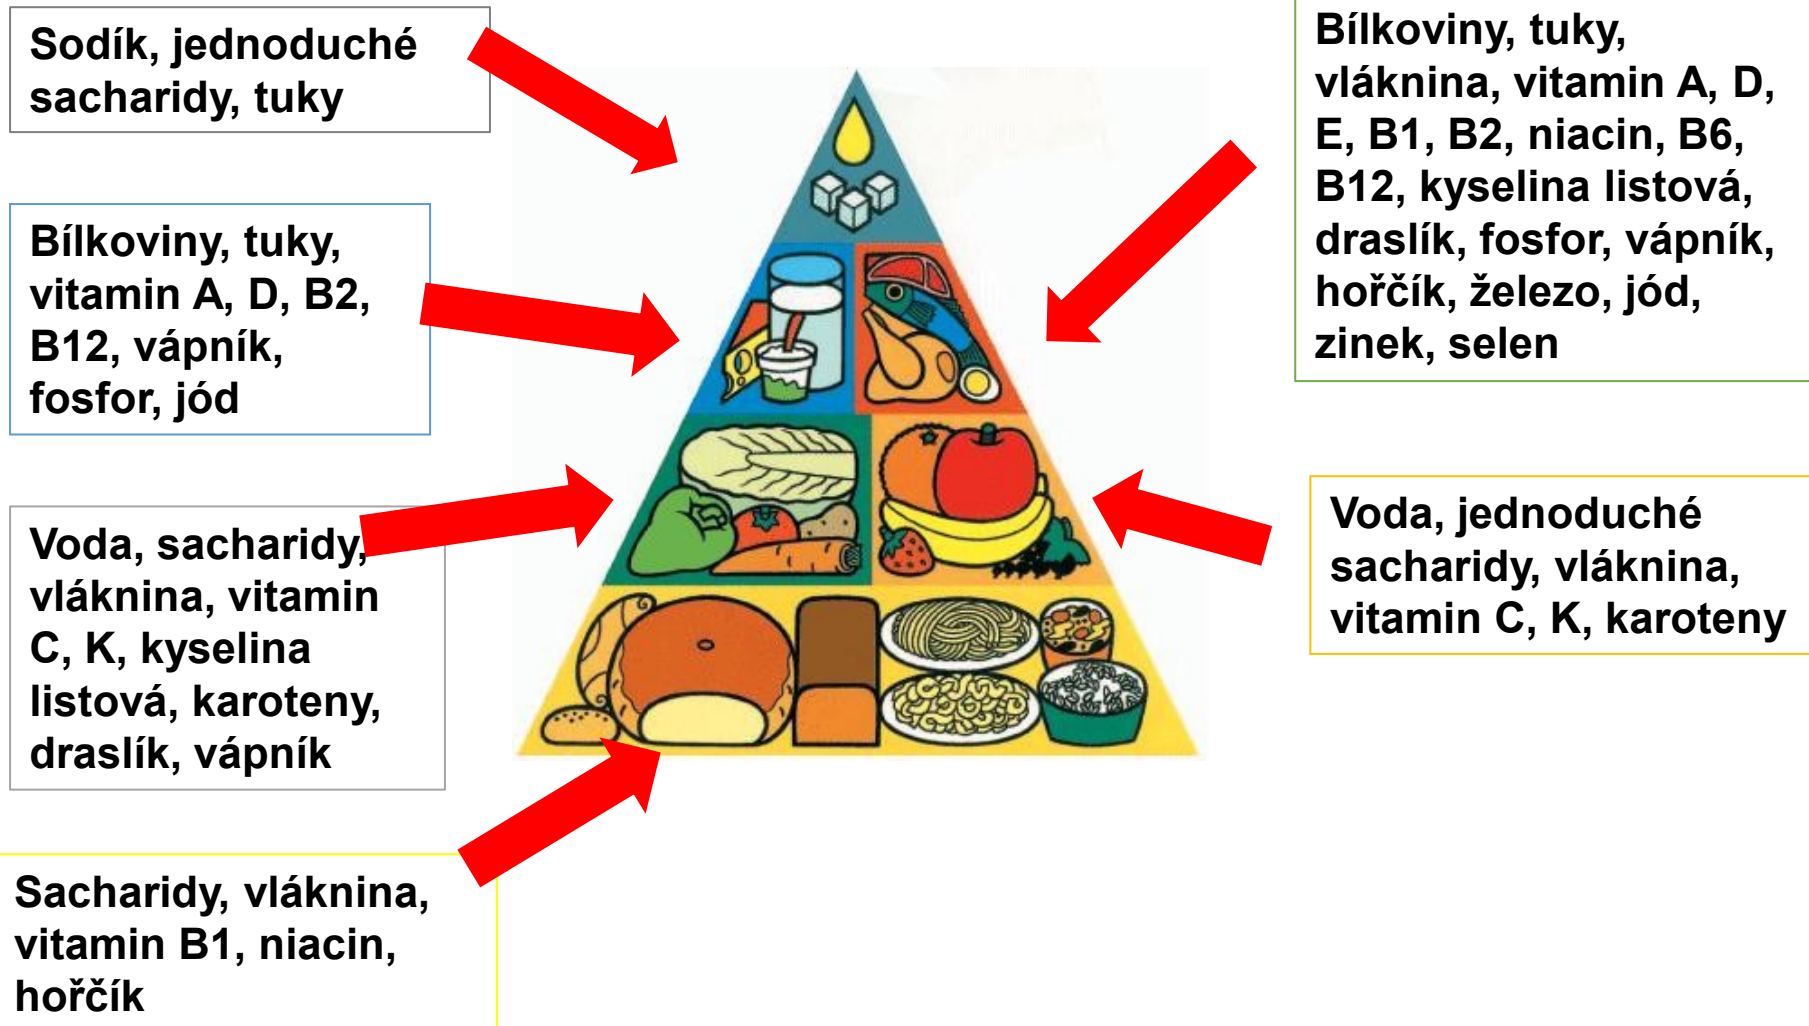 Sodík, jednoduché
sacharidy, tuky
Bílkoviny, tuky,
vitamin A, D, B2,
B12, vápník,
fosfor, jód
Voda, sacharidy,
vláknina, vitamin
C, K, kyselina
listová, karoteny,
draslík, vápník
Sacharidy, vláknina,
vitamin B1, niacin,
hořčík
Bílkoviny, tuky,
vláknina, vitamin A, D,
E, B1, B2, niacin, B6,
B12, kyselina listová,
draslík, fosfor, vápník,
hořčík, železo, jód,
zinek, selen
Voda, jednoduché
sacharidy, vláknina,
vitamin C, K, karoteny